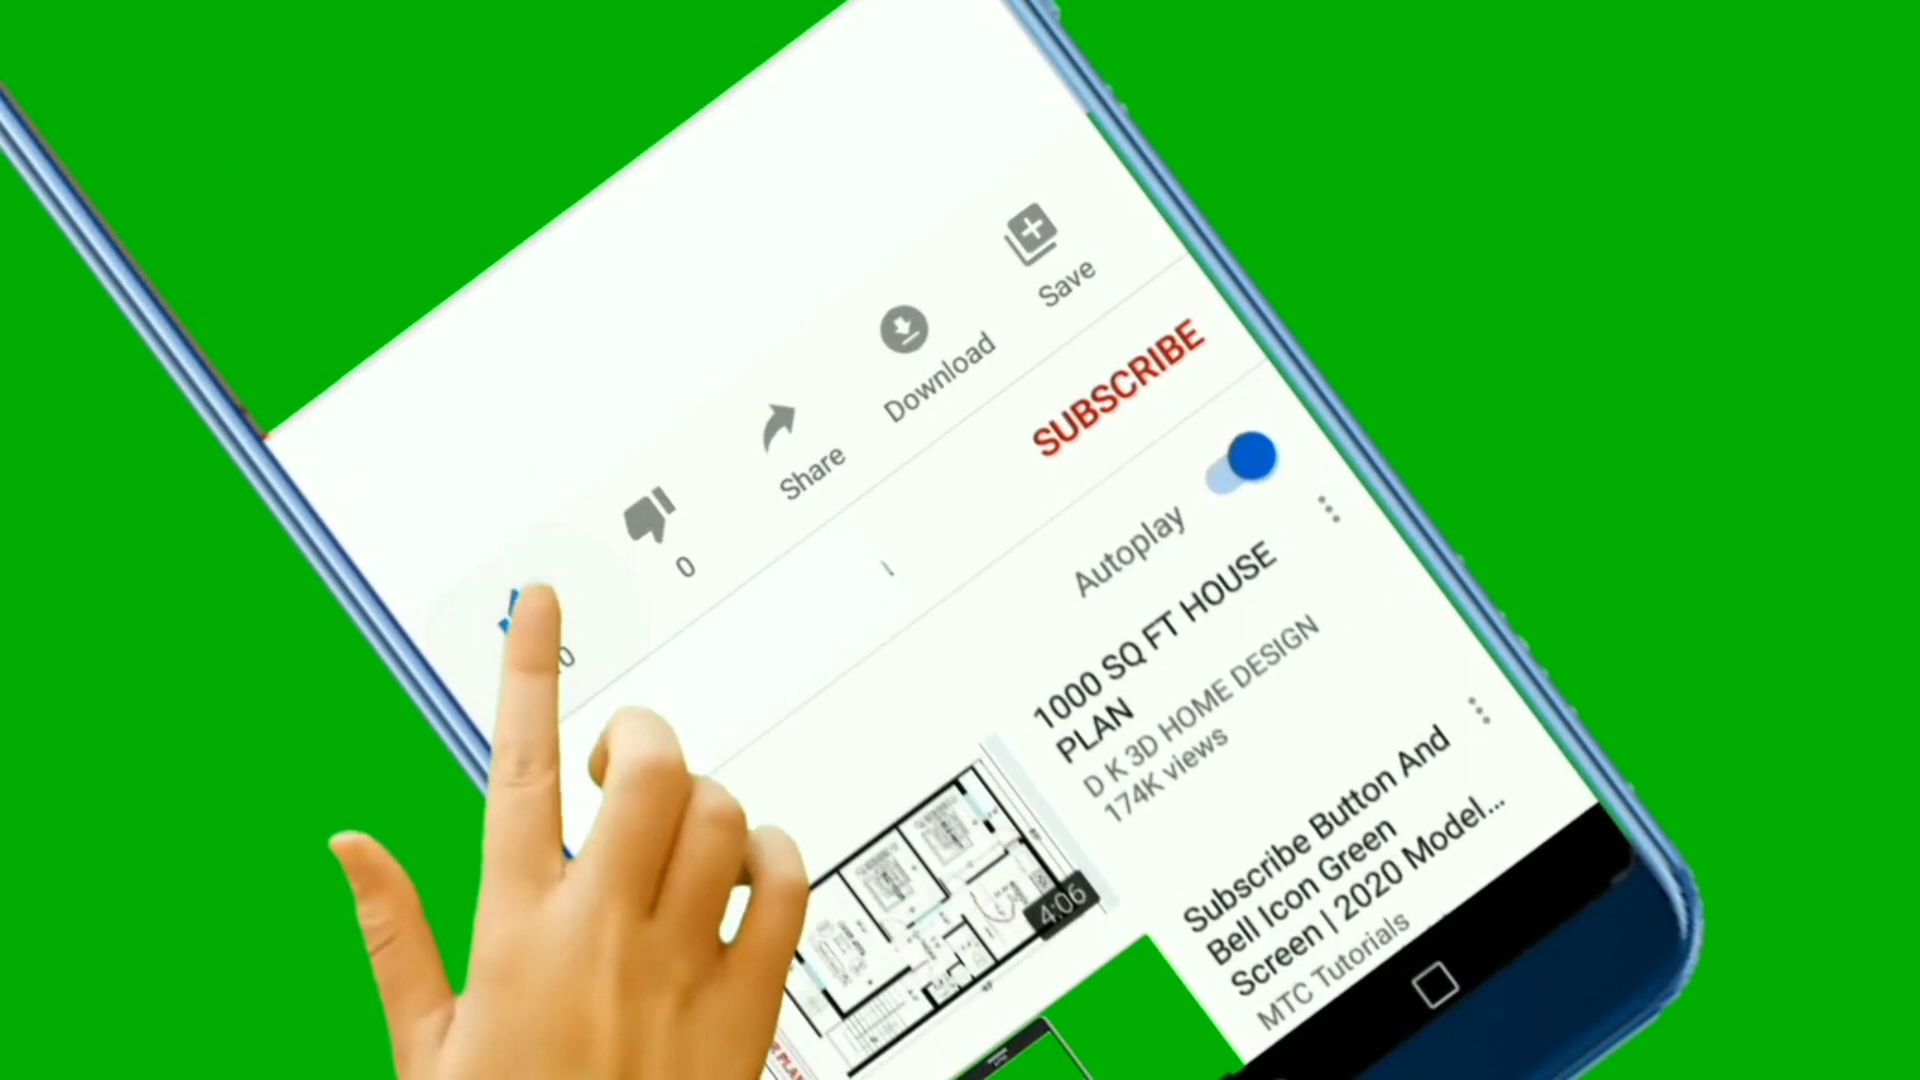 Save
Download
Share
0
0
SUBSCRIBE
Autoplay
1000 SQ FT HOUSE
PLAN
D K 3D HOME DESIGN
174K views
4:06
Subscribe Button And
Bell Icon Green
Screen | 2020 Model...
MTC Tutorials